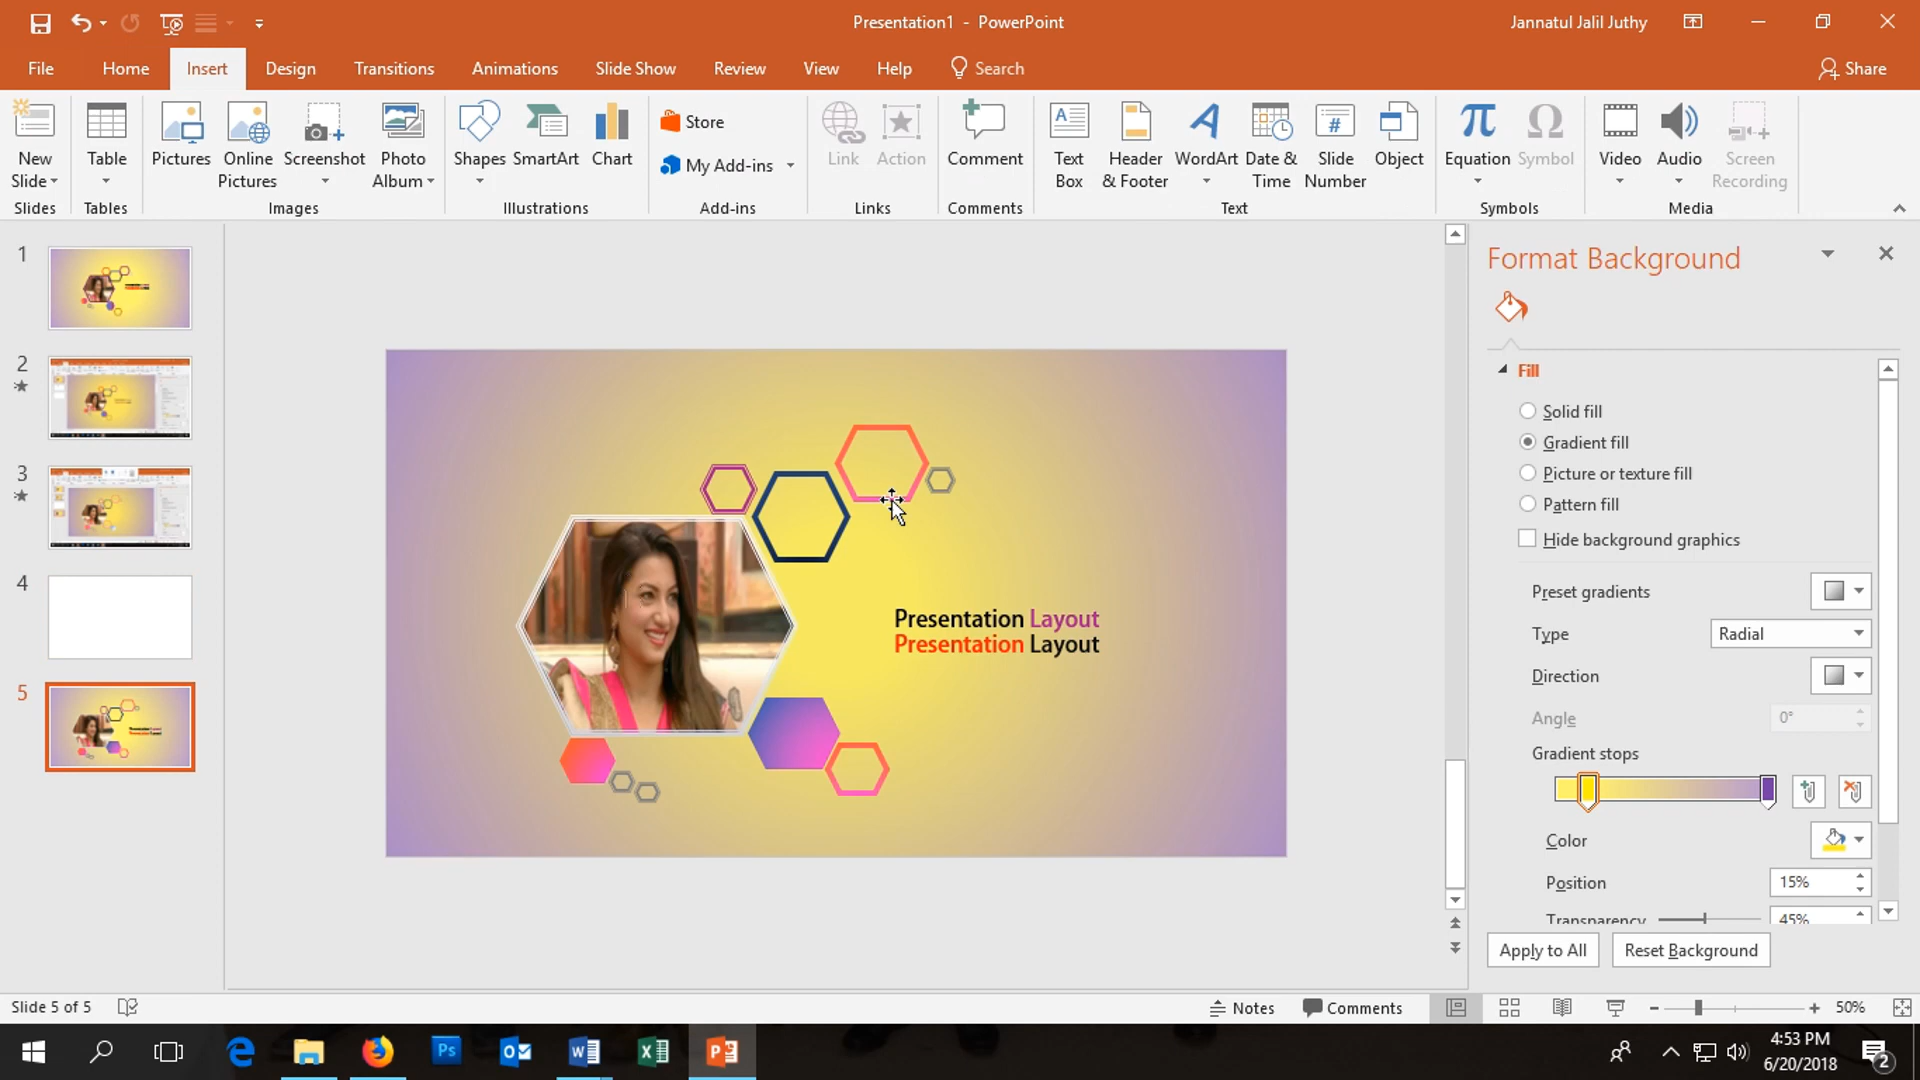 Presentation1 - PowerPoint
Jannatul Jalil Juthy
File
Home
Insert
Design
Transitions
Animations
Slide Show
Review
View
Help
Search
Share
New
Slide
Slides
Table
Tables
Pictures
Online
Pictures
Screenshot
Photo
Album
Images
Shapes
SmartArt
Chart
Illustrations
Store
My Add-ins
Add-ins
Link
Action
Links
Comment
Comments
Text
Box
Header
& Footer
WordArt
Date &
Time
Slide
Number
Object
Text
Equation
Symbol
Symbols
Video
Audio
Screen
Recording
Media
1
2
3
4
5
Presentation Layout
Presentation Layout
Format Background
Fill
Solid fill
Gradient fill
Picture or texture fill
Pattern fill
Hide background graphics
Preset gradients
Type
Radial
Direction
Angle
0°
Gradient stops
Color
Position
15%
Transparency
45%
Apply to All
Reset Background
Slide 5 of 5
Notes
Comments
50%
4:53 PM
6/20/2018
2